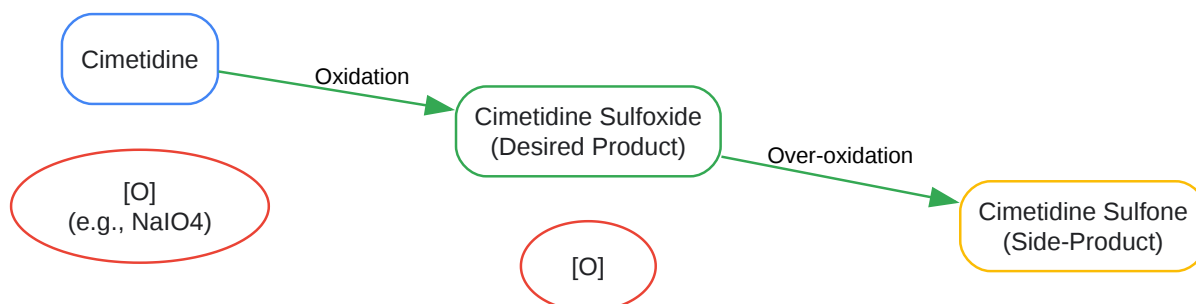 Cimetidine
Oxidation
Cimetidine Sulfoxide
(Desired Product)
Over-oxidation
[O]
(e.g., NaIO4)
Cimetidine Sulfone
(Side-Product)
[O]